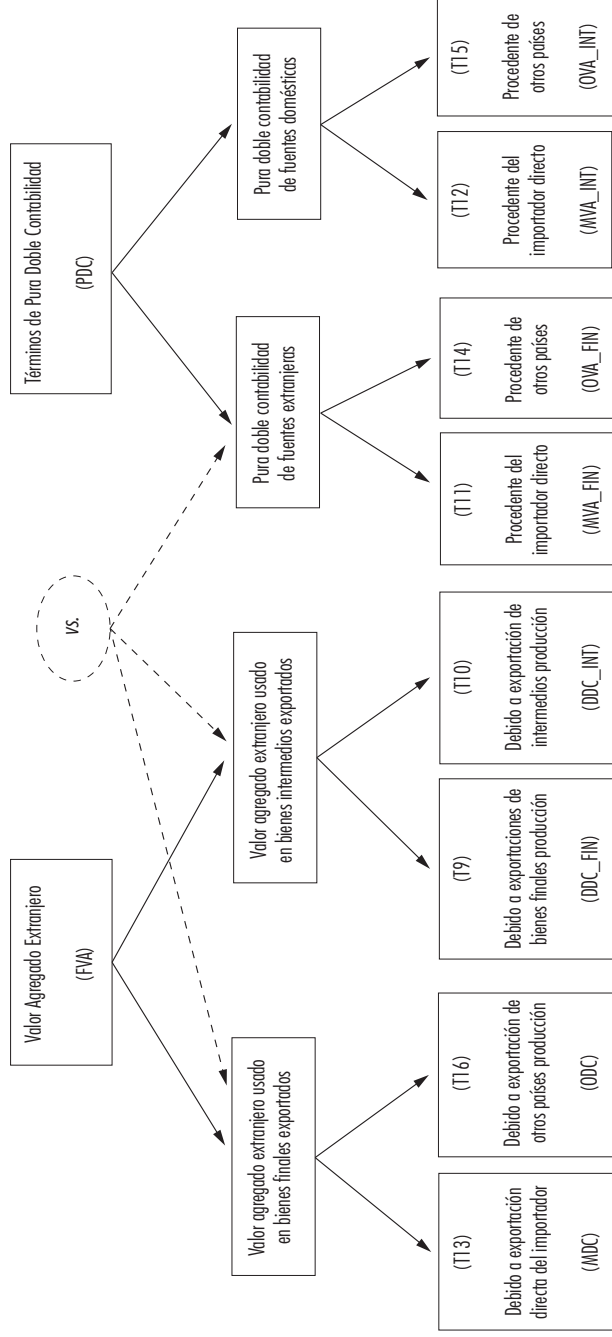 Valor Agregado Extranjero
(FVA)
vs.
Términos de Pura Doble Contabilidad
(PDC)
Valor agregado extranjero usado
en bienes finales exportados
Valor agregado extranjero usado
en bienes intermedios exportados
Pura doble contabilidad
de fuentes extranjeras
Pura doble contabilidad
de fuentes domésticas
(T13)
Debido a exportación
directa del importador
(MDC)
(T16)
Debido a exportación de
otros países producción
(ODC)
(T9)
Debido a exportaciones de
bienes finales producción
(DDC_FIN)
(T10)
Debido a exportación de
intermedios producción
(DDC_INT)
(T11)
Procedente del
importador directo
(MVA_FIN)
(T14)
Procedente de
otros países
(OVA_FIN)
(T12)
Procedente del
importador directo
(MVA_INT)
(T15)
Procedente de
otros países
(OVA_INT)